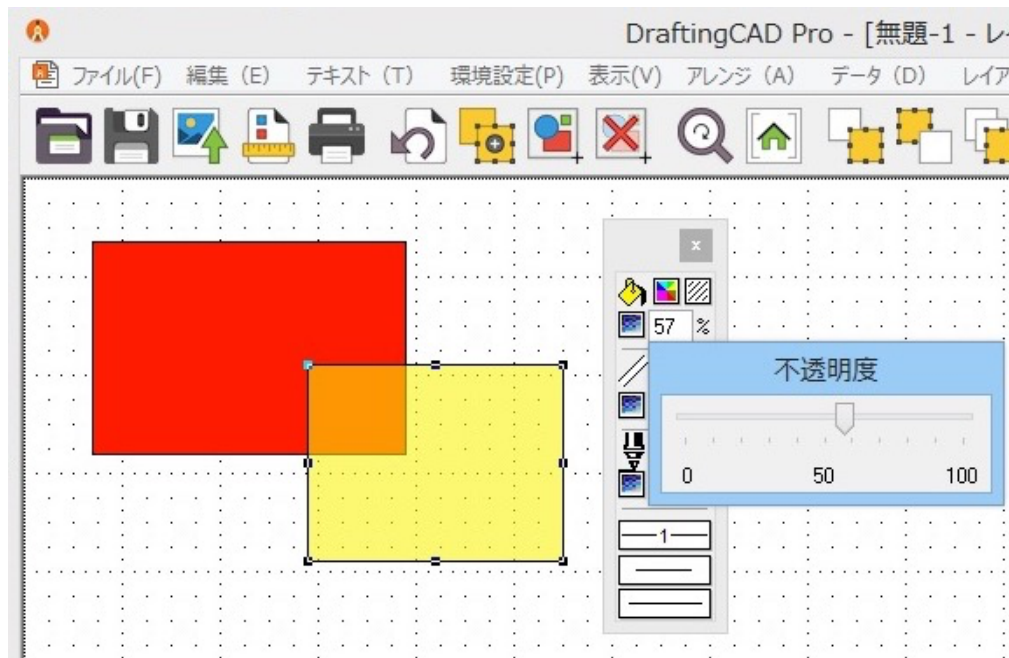 DraftingCAD Pro - [無題-1 - レ
ファイル(F) 編集 (E) テキスト (T) 環境設定(P) 表示(V) アレンジ (A) データ (D) レイア
x
57 %
不透明度
0 50 100
1